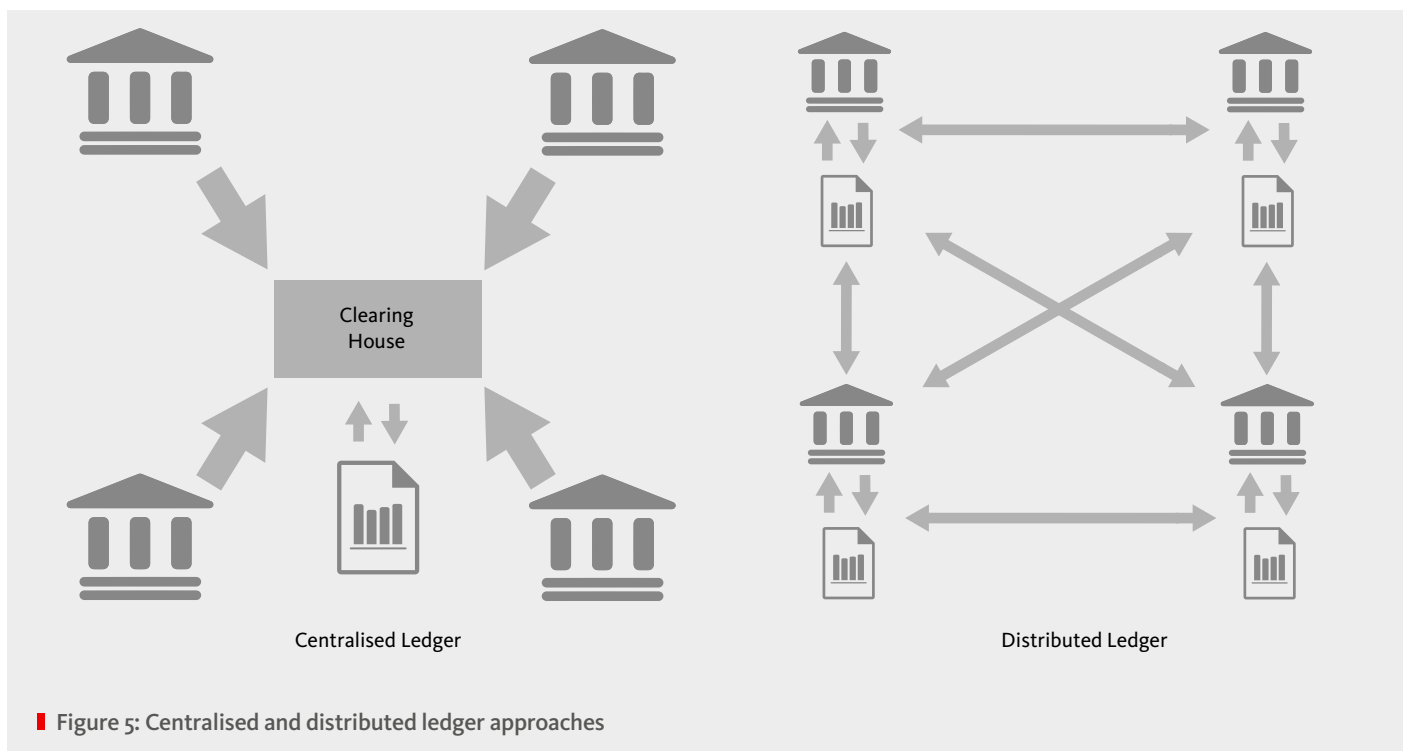 Clearing
House
Centralised Ledger
Distributed Ledger
Figure 5: Centralised and distributed ledger approaches